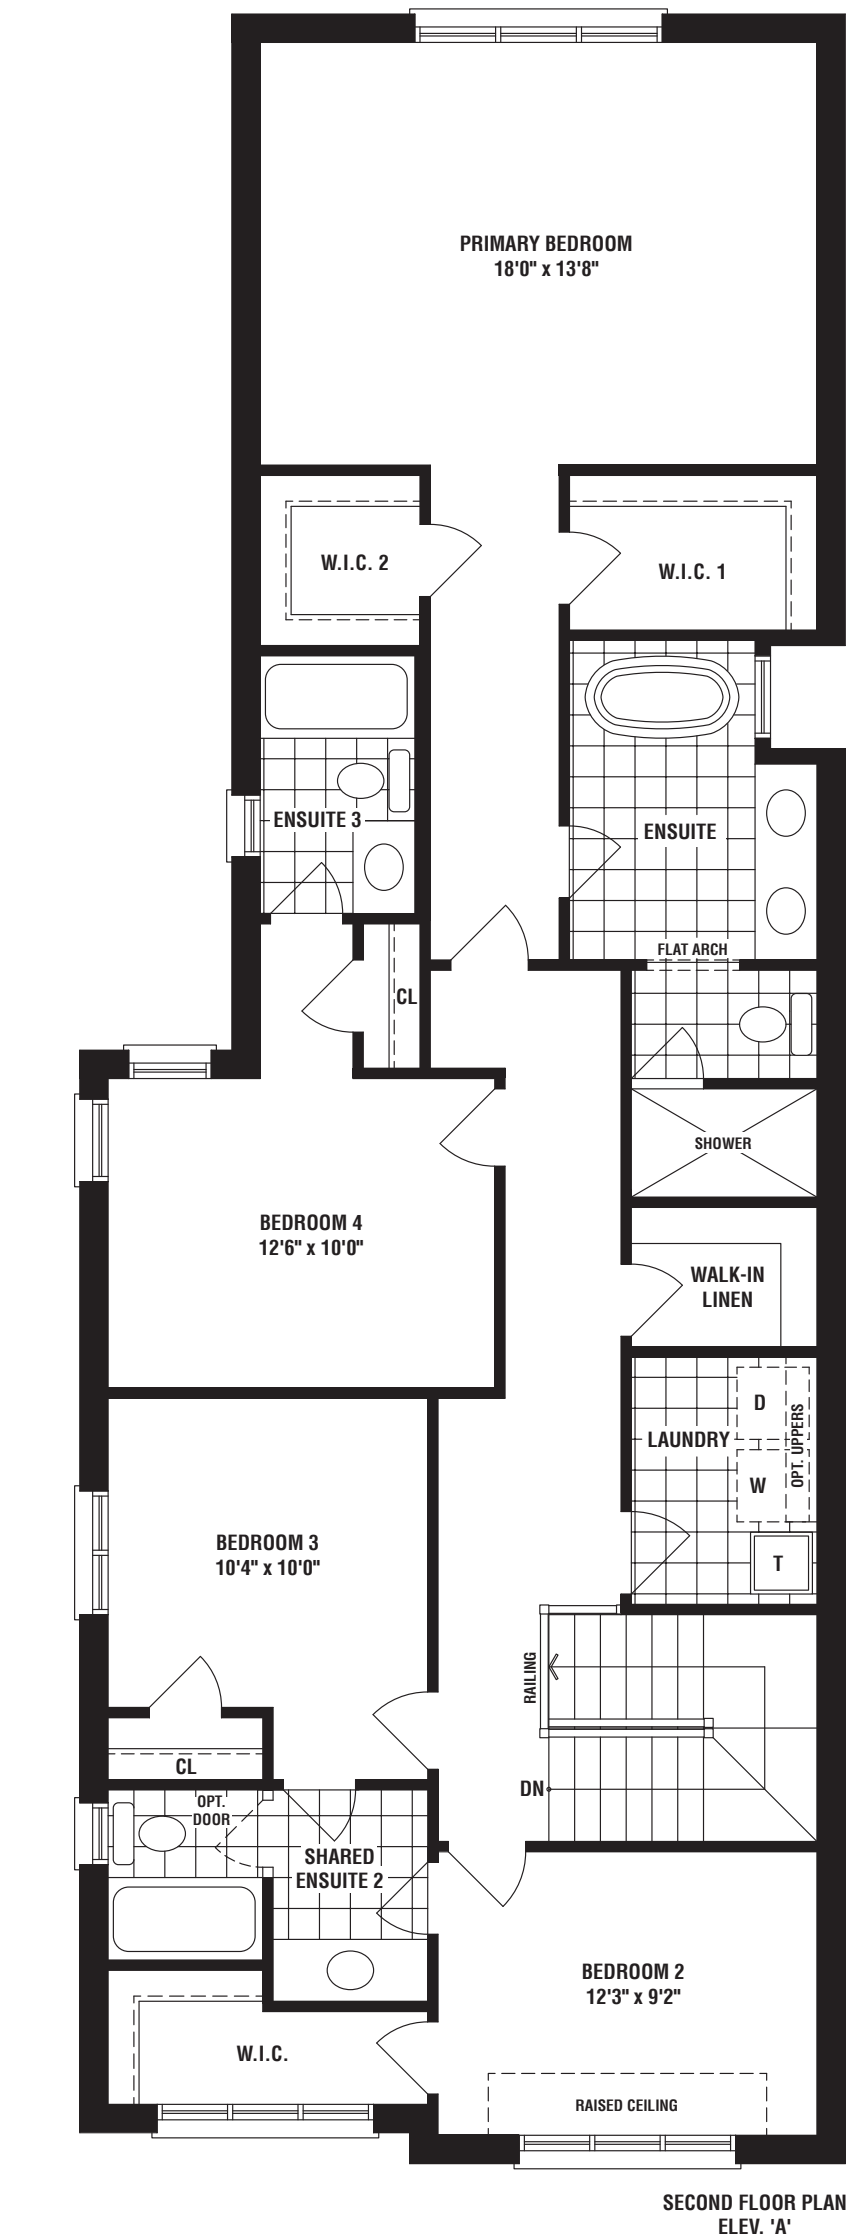 PRIMARY BEDROOM
18'0" x 13'8"
W.I.C. 2
W.I.C. 1
ENSUITE 3
ENSUITE
FLAT ARCH
CL
SHOWER
BEDROOM 4
12'6" x 10'0"
WALK-IN
LINEN
D
LAUNDRY
OPT. UPPERS
W
BEDROOM 3
10'4" x 10'0"
T
RAILING
CL
DN
OPT.
DOOR
SHARED
ENSUITE 2
BEDROOM 2
12'3" x 9'2"
W.I.C.
RAISED CEILING
SECOND FLOOR PLAN
ELEV. 'A'